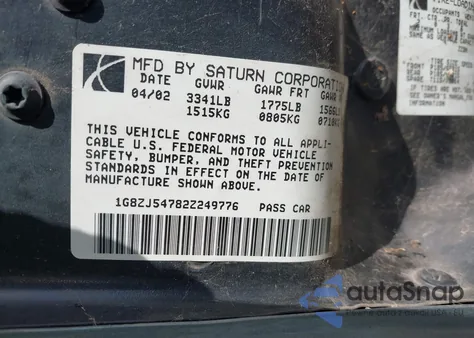 MFD BY SATURN CORPORATION
DATE GVWR GAWR FRT GAWR
04/02 3341LB 1775LB
1515KG 0805KG
THIS VEHICLE CONFORMS TO ALL APPLI-
CABLE U.S. FEDERAL MOTOR VEHICLE
SAFETY, BUMPER, AND THEFT PREVENTION
STANDARDS IN EFFECT ON THE DATE OF
MANUFACTURE SHOWN ABOVE.
1G8ZJ54782Z249776 PASS CAR
OCCUPANTS
autoSnap